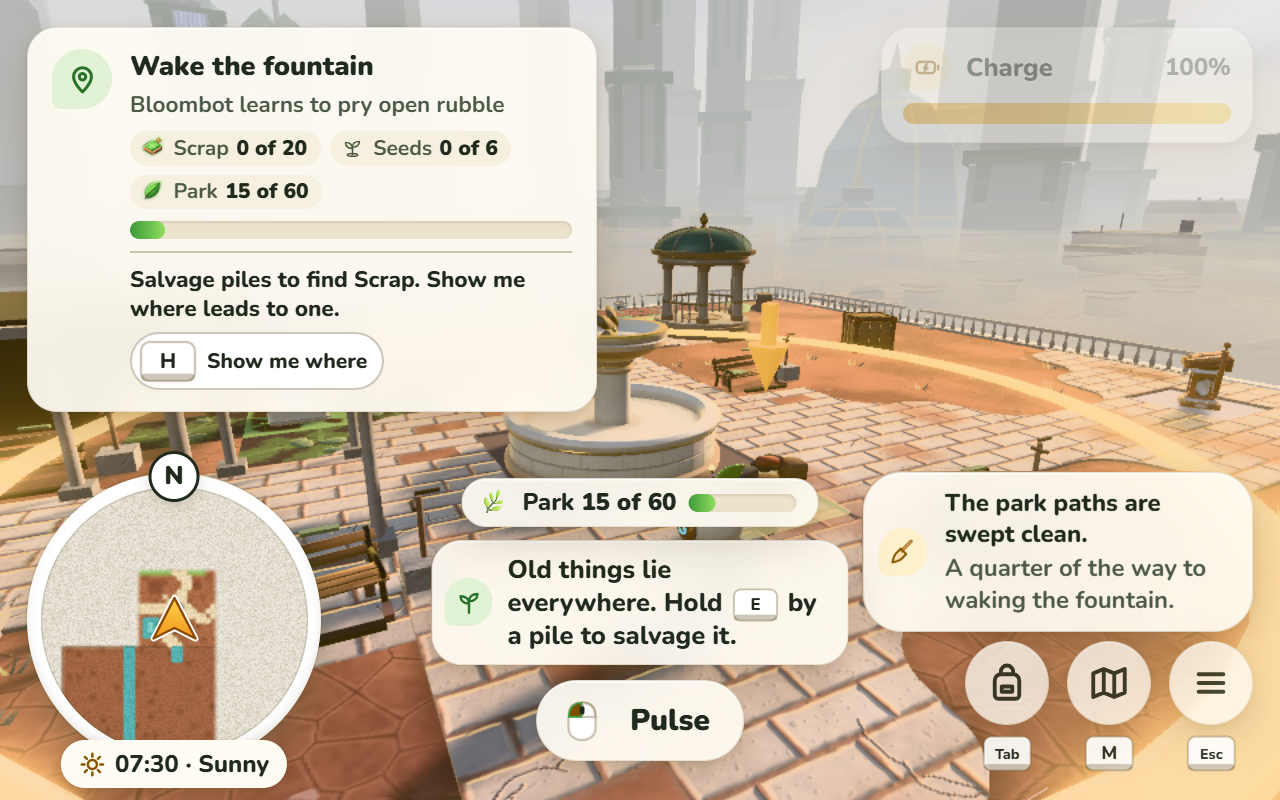 Wake the fountain
Bloombot learns to pry open rubble
Scrap 0 of 20
Seeds 0 of 6
Park 15 of 60
Salvage piles to find Scrap. Show me
where leads to one.
H Show me where
Charge 100%
N
07:30 · Sunny
Park 15 of 60
Old things lie
everywhere. Hold E by
a pile to salvage it.
Pulse
The park paths are
swept clean.
A quarter of the way to
waking the fountain.
Tab
M
Esc